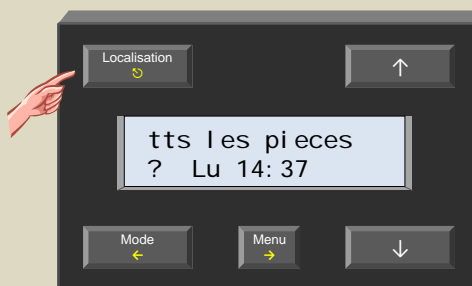 Localisation
tts les pieces
? Lu 14:37
Mode
Menu